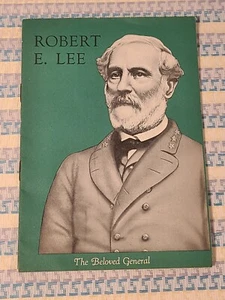 ROBERT
E. LEE
The Beloved General